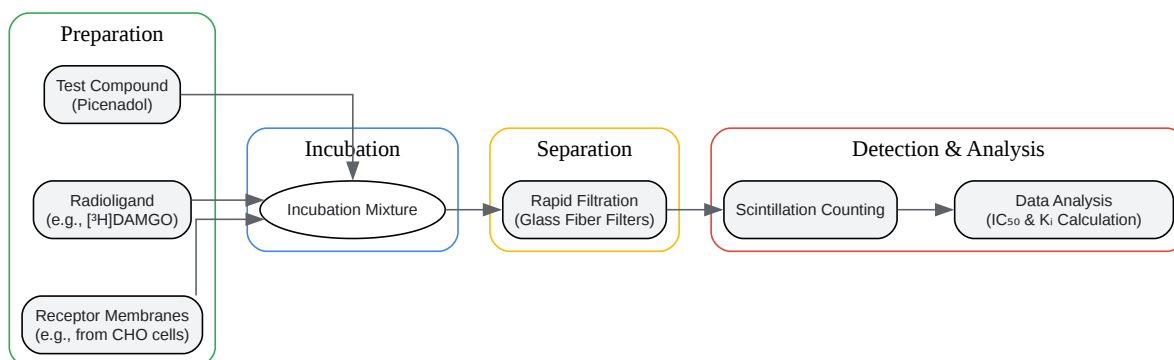 Preparation
Test Compound
(Picenadol)
Radioligand
(e.g., [³H]DAMGO)
Receptor Membranes
(e.g., from CHO cells)
Incubation
Incubation Mixture
Separation
Rapid Filtration
(Glass Fiber Filters)
Detection & Analysis
Scintillation Counting
Data Analysis
(IC₅₀ & Kᵢ Calculation)